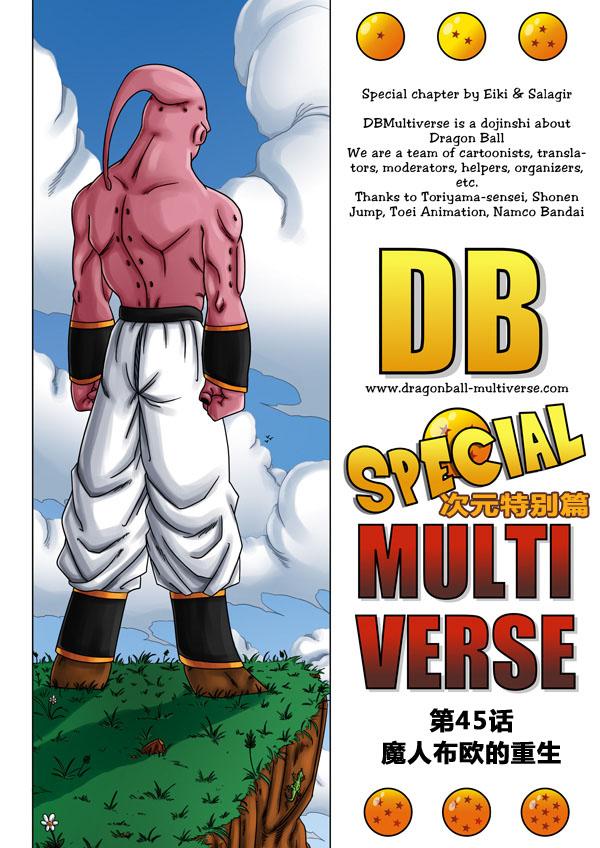 Special chapter by Eiki & Salagir
DBMultiverse is a dojinshi about
Dragon Ball
We are a team of cartoonists, transla-
tors, moderators, helpers, organizers,
etc.
Thanks to Toriyama-sensei, Shonen
Jump, Toei Animation, Namco Bandai
DB
www.dragonball-multiverse.com
SPECIAL
次元特别篇
MULTI
VERSE
第45话
魔人布欧的重生